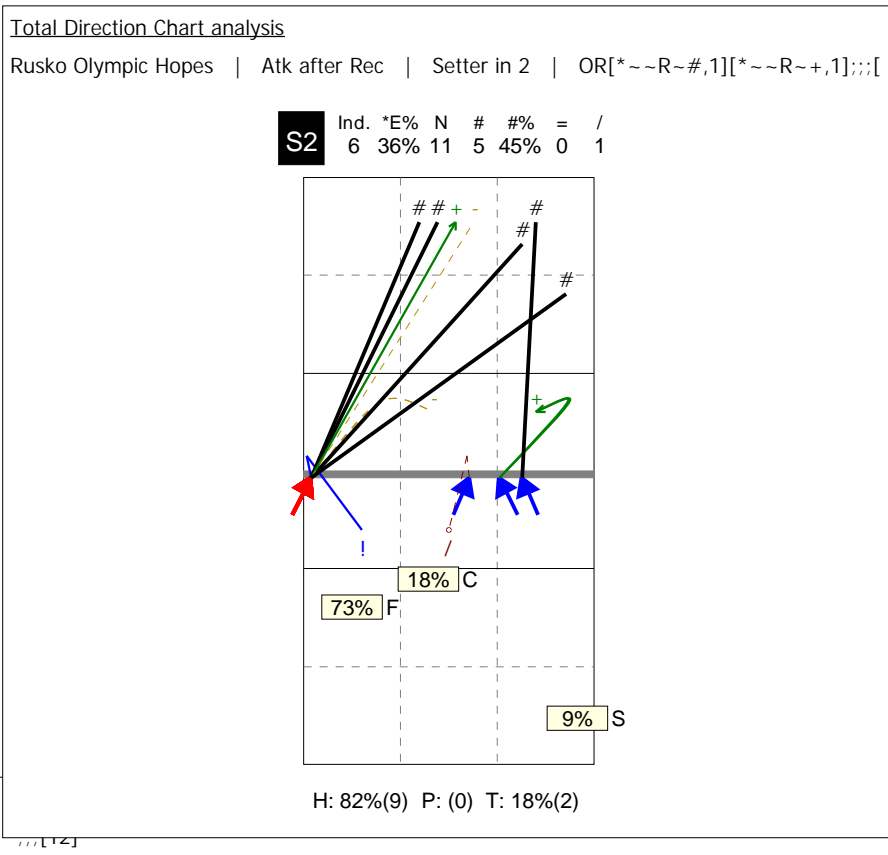 Total Direction Chart analysis
Rusko Olympic Hopes | Atk after Rec | Setter in 2 | OR[*~~R~#,1][*~~R~+,1];;;[
Ind. *E% N # #% = /
S2 6 36% 11 5 45% 0 1
# # + - #
#
#
- +
!
/
18% C
73% F
9% S
H: 82%(9) P: (0) T: 18%(2)
;;;[12]